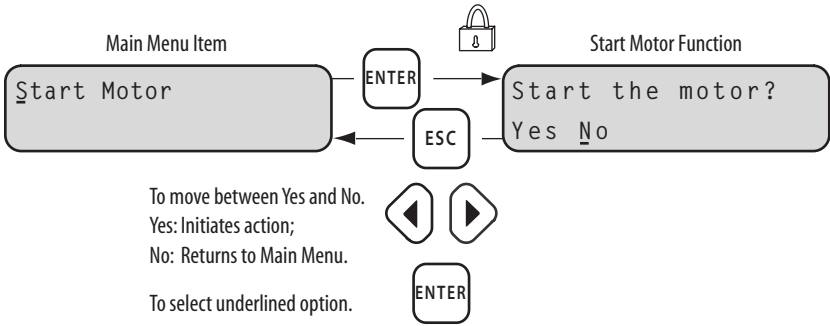 Main Menu Item
Start Motor Function
Start Motor
ENTER
Start the motor?
Yes No
ESC
To move between Yes and No.
Yes: Initiates action;
No: Returns to Main Menu.
To select underlined option.
ENTER